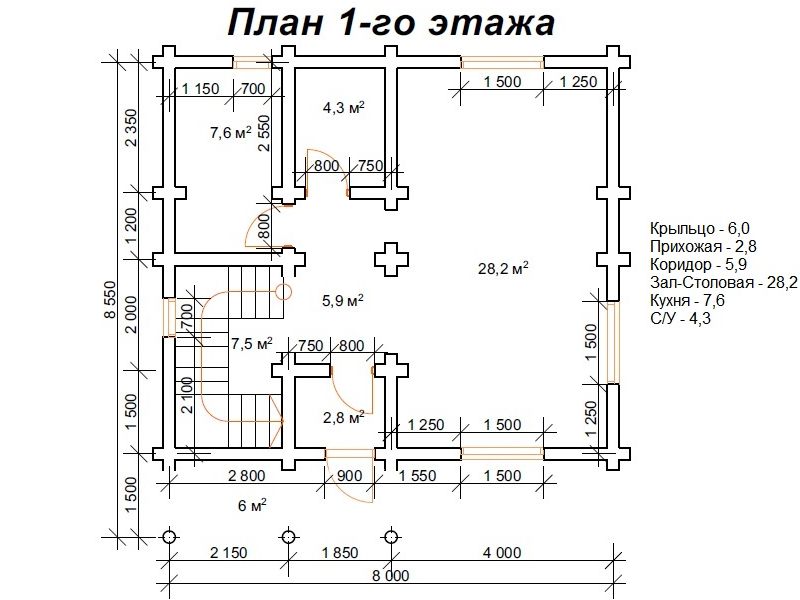 План 1-го этажа
1 150
700
1 500
1 250
4,3 м²
7,6 м²
2 550
2 350
800
750
800
1 200
Крыльцо - 6,0
Прихожая - 2,8
Коридор - 5,9
Зал-Столовая - 28,2
Кухня - 7,6
С/У - 4,3
28,2 м²
8 550
2 000
700
5,9 м²
7,5 м²
750
800
1 500
2 100
1 500
2,8 м²
1 250
1 500
1 250
2 800
900
1 550
1 500
1 500
6 м²
2 150
1 850
4 000
8 000